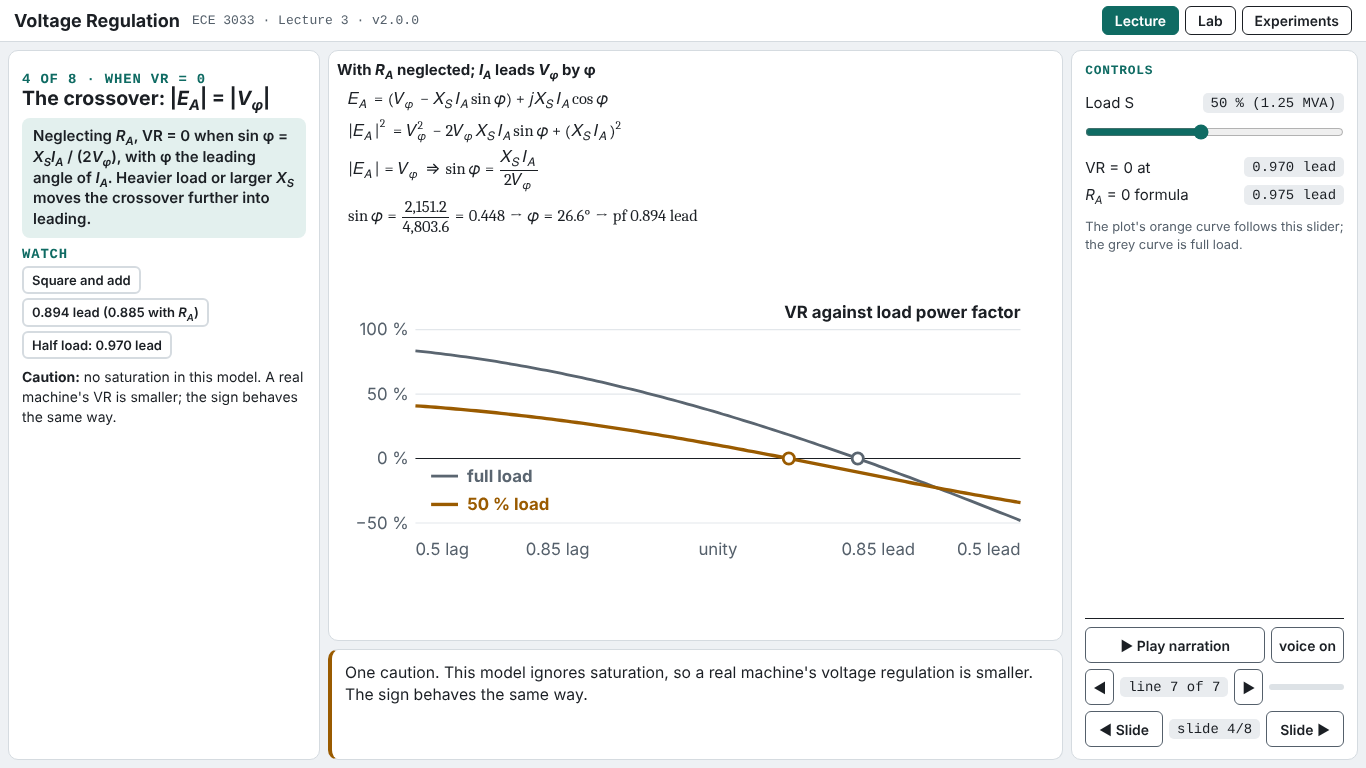 Voltage Regulation ECE 3033 · Lecture 3 · v2.0.0
Lecture Lab Experiments
4 OF 8 · WHEN VR = 0
The crossover: |E_A| = |V_φ|
Neglecting R_A, VR = 0 when sin φ =
X_S I_A / (2V_φ), with φ the leading
angle of I_A. Heavier load or larger X_S
moves the crossover further into
leading.
WATCH
Square and add
0.894 lead (0.885 with R_A)
Half load: 0.970 lead
Caution: no saturation in this model. A real
machine's VR is smaller; the sign behaves
the same way.
With R_A neglected; I_A leads V_φ by φ
E_A = (V_φ − X_S I_A sin φ) + jX_S I_A cos φ
|E_A|² = V_φ² − 2V_φ X_S I_A sin φ + (X_S I_A)²
|E_A| = V_φ ⇒ sin φ = X_S I_A / 2V_φ
sin φ = 2,151.2 / 4,803.6 = 0.448 → φ = 26.6° → pf 0.894 lead
VR against load power factor
100 %
50 %
0 %
−50 %
full load
50 % load
0.5 lag 0.85 lag unity 0.85 lead 0.5 lead
One caution. This model ignores saturation, so a real machine's voltage regulation is smaller.
The sign behaves the same way.
CONTROLS
Load S 50 % (1.25 MVA)
VR = 0 at 0.970 lead
R_A = 0 formula 0.975 lead
The plot's orange curve follows this slider;
the grey curve is full load.
▶ Play narration voice on
◀ line 7 of 7 ▶
◀ Slide slide 4/8 Slide ▶